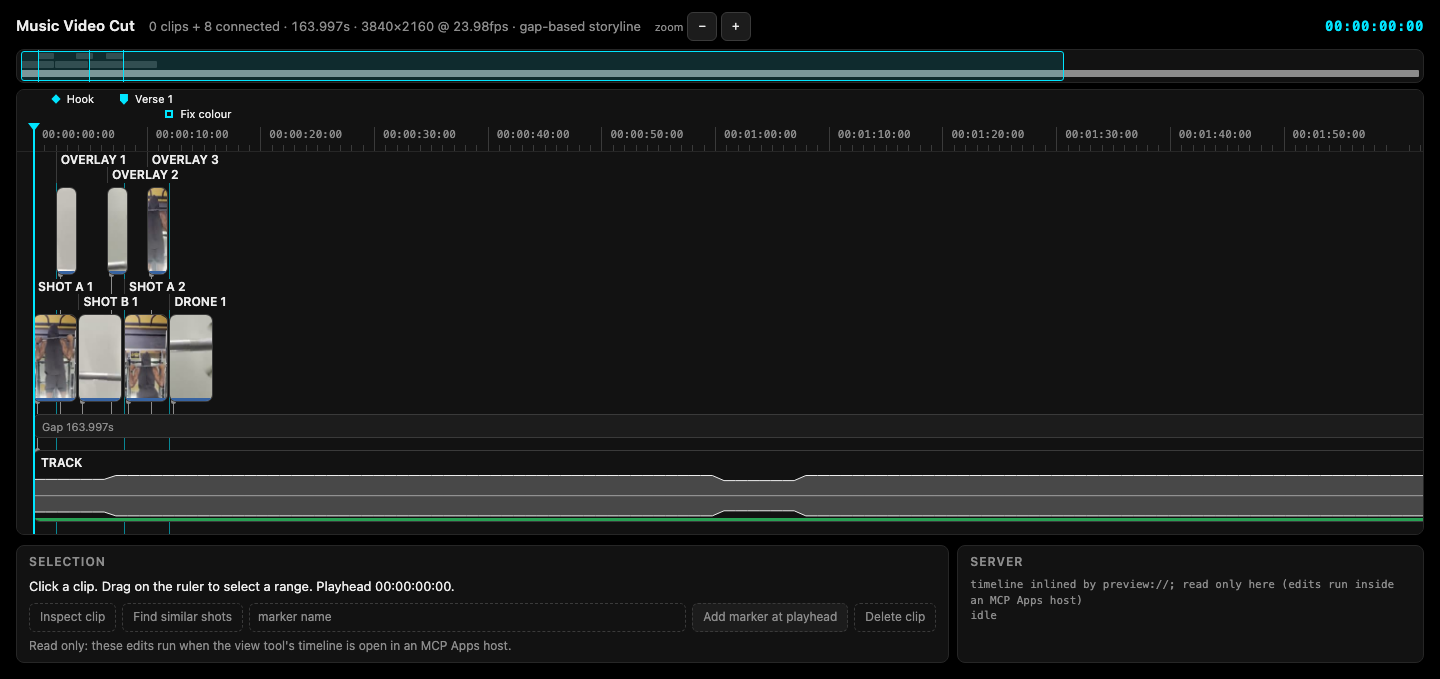 Music Video Cut 0 clips + 8 connected · 163.997s · 3840×2160 @ 23.98fps · gap-based storyline zoom − + 00:00:00:00
Hook Verse 1
Fix colour
00:00:00:00 00:00:10:00 00:00:20:00 00:00:30:00 00:00:40:00 00:00:50:00 00:01:00:00 00:01:10:00 00:01:20:00 00:01:30:00 00:01:40:00 00:01:50:00
OVERLAY 1 OVERLAY 3
OVERLAY 2
SHOT A 1 SHOT A 2
SHOT B 1 DRONE 1
Gap 163.997s
TRACK
SELECTION
Click a clip. Drag on the ruler to select a range. Playhead 00:00:00:00.
Inspect clip Find similar shots marker name Add marker at playhead Delete clip
Read only: these edits run when the view tool's timeline is open in an MCP Apps host.
SERVER
timeline inlined by preview://; read only here (edits run inside
an MCP Apps host)
idle